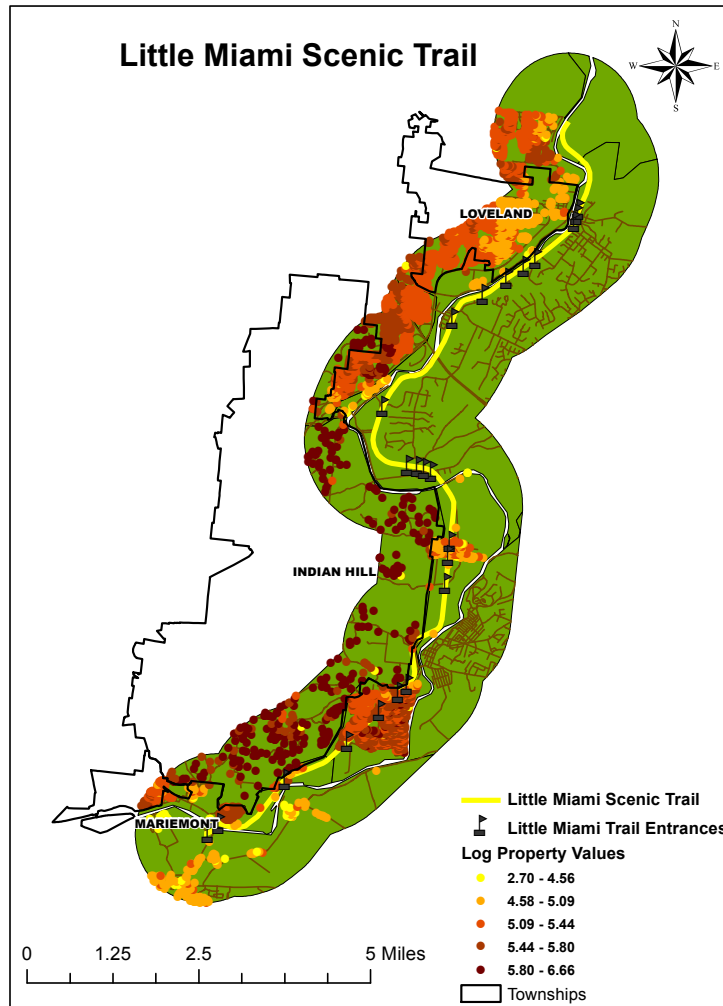 Little Miami Scenic Trail
N
W
E
S
LOVELAND
INDIAN HILL
MARIEMONT
Little Miami Scenic Trail
Little Miami Trail Entrances
Log Property Values
2.70 - 4.56
4.58 - 5.09
5.09 - 5.44
5.44 - 5.80
5.80 - 6.66
Townships
0 1.25 2.5 5 Miles